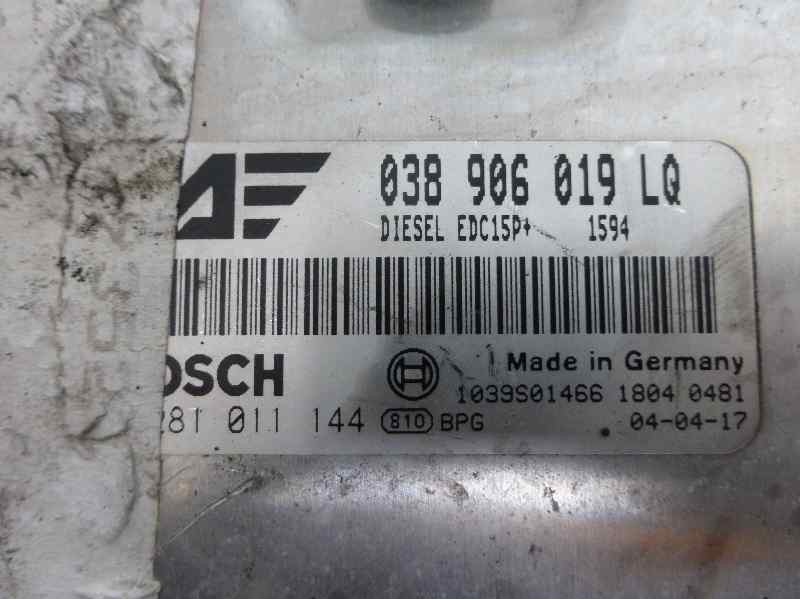 038 906 019 LQ
DIESEL EDC15P+ 1594
Made in Germany
1039S01466 1804 0481
281 011 144 810 BPG 04-04-17